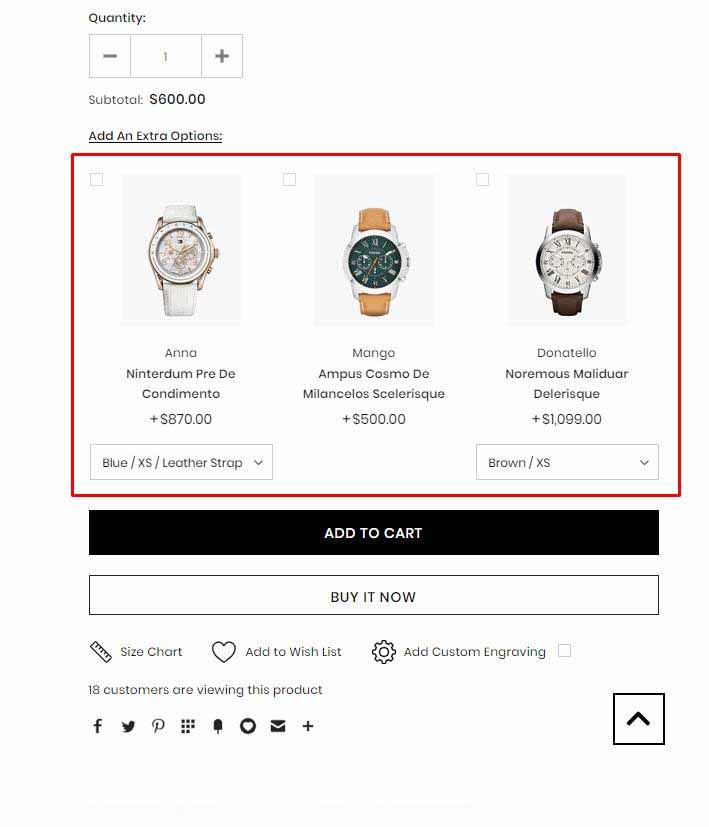 Quantity:
1
Subtotal: $600.00
Add An Extra Options:
Anna
Ninterdum Pre De
Condimento
+$870.00
Blue / XS / Leather Strap
Mango
Ampus Cosmo De
Milancelos Scelerisque
+$500.00
Donatello
Noremous Maliduar
Delerisque
+$1,099.00
Brown / XS
ADD TO CART
BUY IT NOW
Size Chart
Add to Wish List
Add Custom Engraving
18 customers are viewing this product